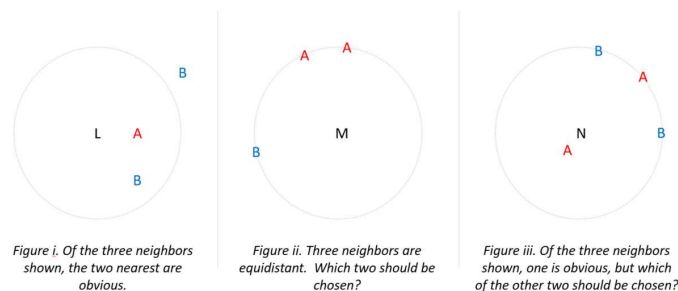 B
L
A
B
Figure i. Of the three neighbors
shown, the two nearest are
obvious.
A
A
M
B
Figure ii. Three neighbors are
equidistant.  Which two should be
chosen?
B
A
N
B
A
Figure iii. Of the three neighbors
shown, one is obvious, but which
of the other two should be chosen?